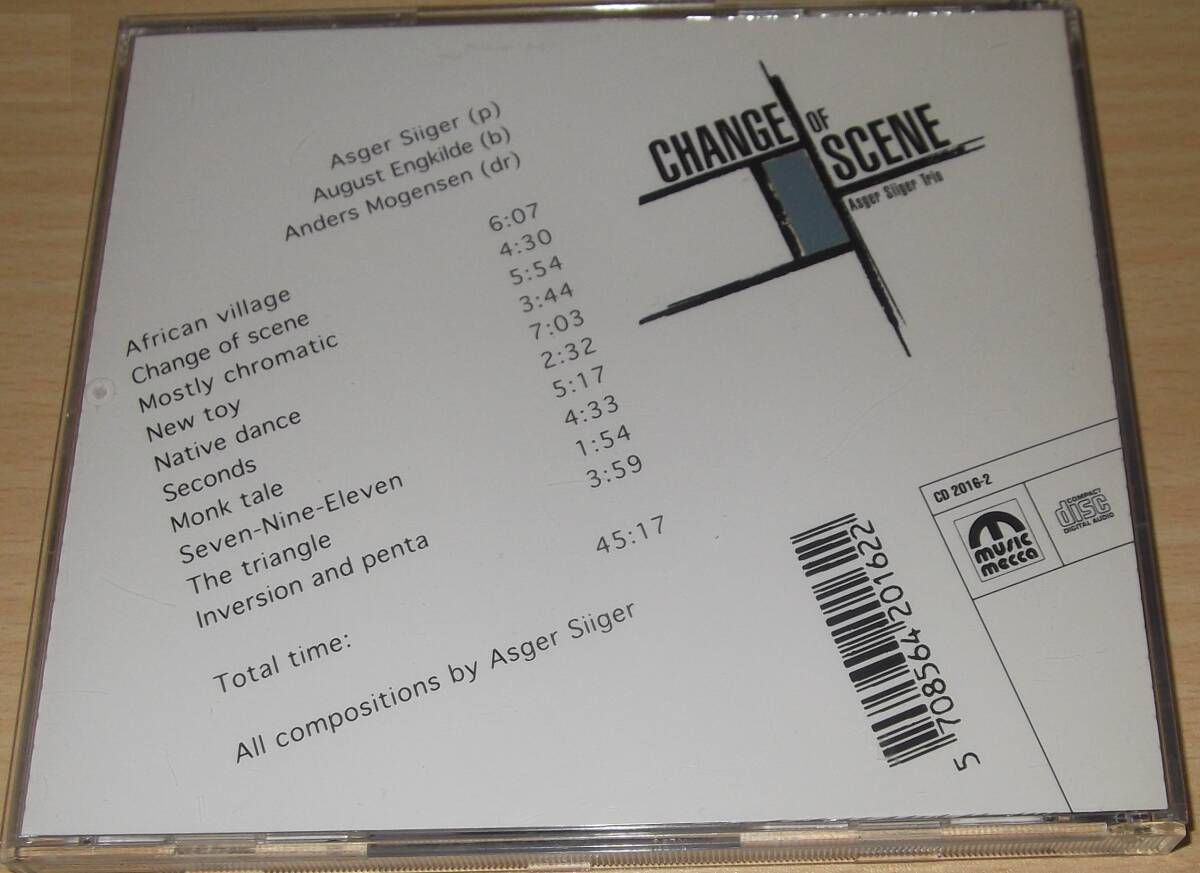 Asger Siiger (p)
August Engkilde (b)
Anders Mogensen (dr)
African village 6:07
Change of scene 4:30
Mostly chromatic 5:54
New toy 3:44
Native dance 7:03
Seconds 2:32
Monk tale 5:17
Seven-Nine-Eleven 4:33
The triangle 1:54
Inversion and penta 3:59
Total time: 45:17
All compositions by Asger Siiger
CHANGE OF SCENE
Asger Siiger Trio
CD 2016-2
music
mecca
COMPACT
disc
DIGITAL AUDIO
5 708564 201622